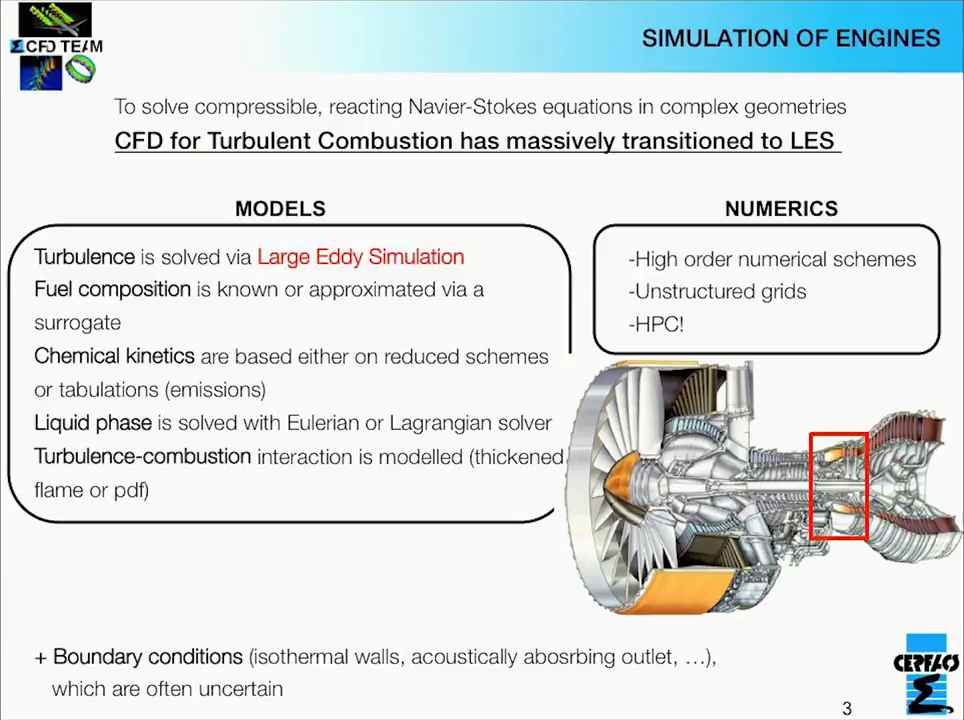 CFD TEAM
SIMULATION OF ENGINES
To solve compressible, reacting Navier-Stokes equations in complex geometries
CFD for Turbulent Combustion has massively transitioned to LES
MODELS
Turbulence is solved via Large Eddy Simulation
Fuel composition is known or approximated via a
surrogate
Chemical kinetics are based either on reduced schemes
or tabulations (emissions)
Liquid phase is solved with Eulerian or Lagrangian solver
Turbulence-combustion interaction is modelled (thickened
flame or pdf)
NUMERICS
-High order numerical schemes
-Unstructured grids
-HPC!
+ Boundary conditions (isothermal walls, acoustically abosrbing outlet, …),
which are often uncertain
CERFACS
3